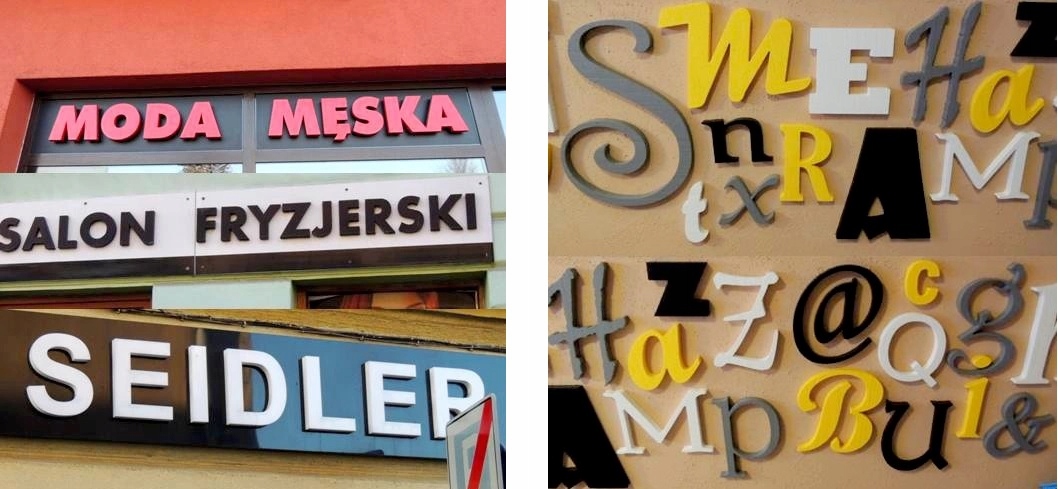 MODA MĘSKA
SALON FRYZJERSKI
SEIDLER
S m E H a z
n R A M p
t x
H z Z @ c g
a Q
M p B u i &